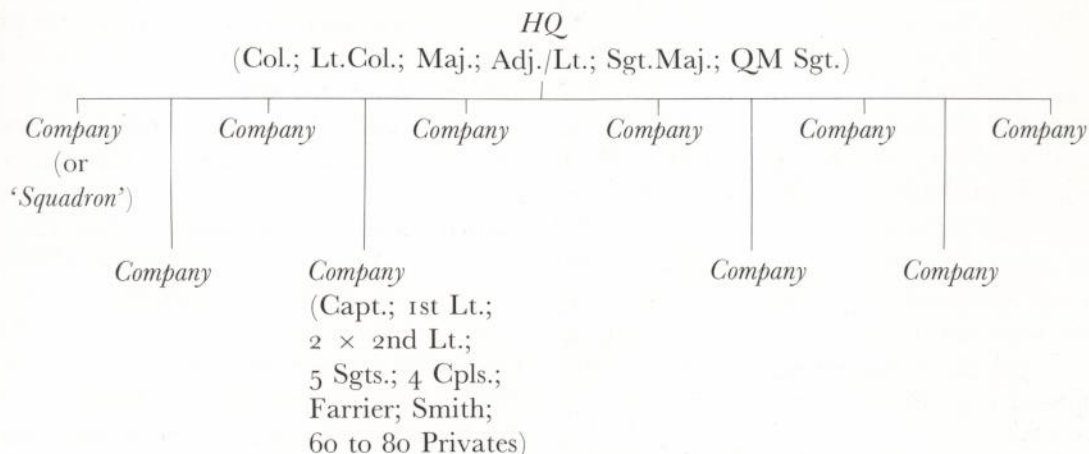 HQ
(Col.; Lt.Col.; Maj.; Adj./Lt.; Sgt.Maj.; QM Sgt.)
Company Company Company Company Company Company
(or
‘Squadron’)
Company Company Company Company
(Capt.; 1st Lt.;
2 × 2nd Lt.;
5 Sgts.; 4 Cpls.;
Farrier; Smith;
60 to 80 Privates)